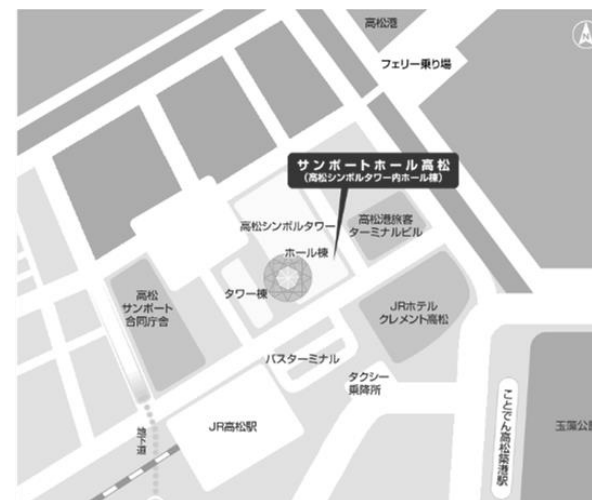 高松港
フェリー乗り場
サンポートホール高松
(高松シンボルタワー内ホール棟)
高松シンボルタワー
高松港旅客
ターミナルビル
ホール棟
タワー棟
高松
サンポート
合同庁舎
JRホテル
クレメント高松
バスターミナル
タクシー
乗降所
JR高松駅
地下道
ことでん高松築港駅
玉藻公園